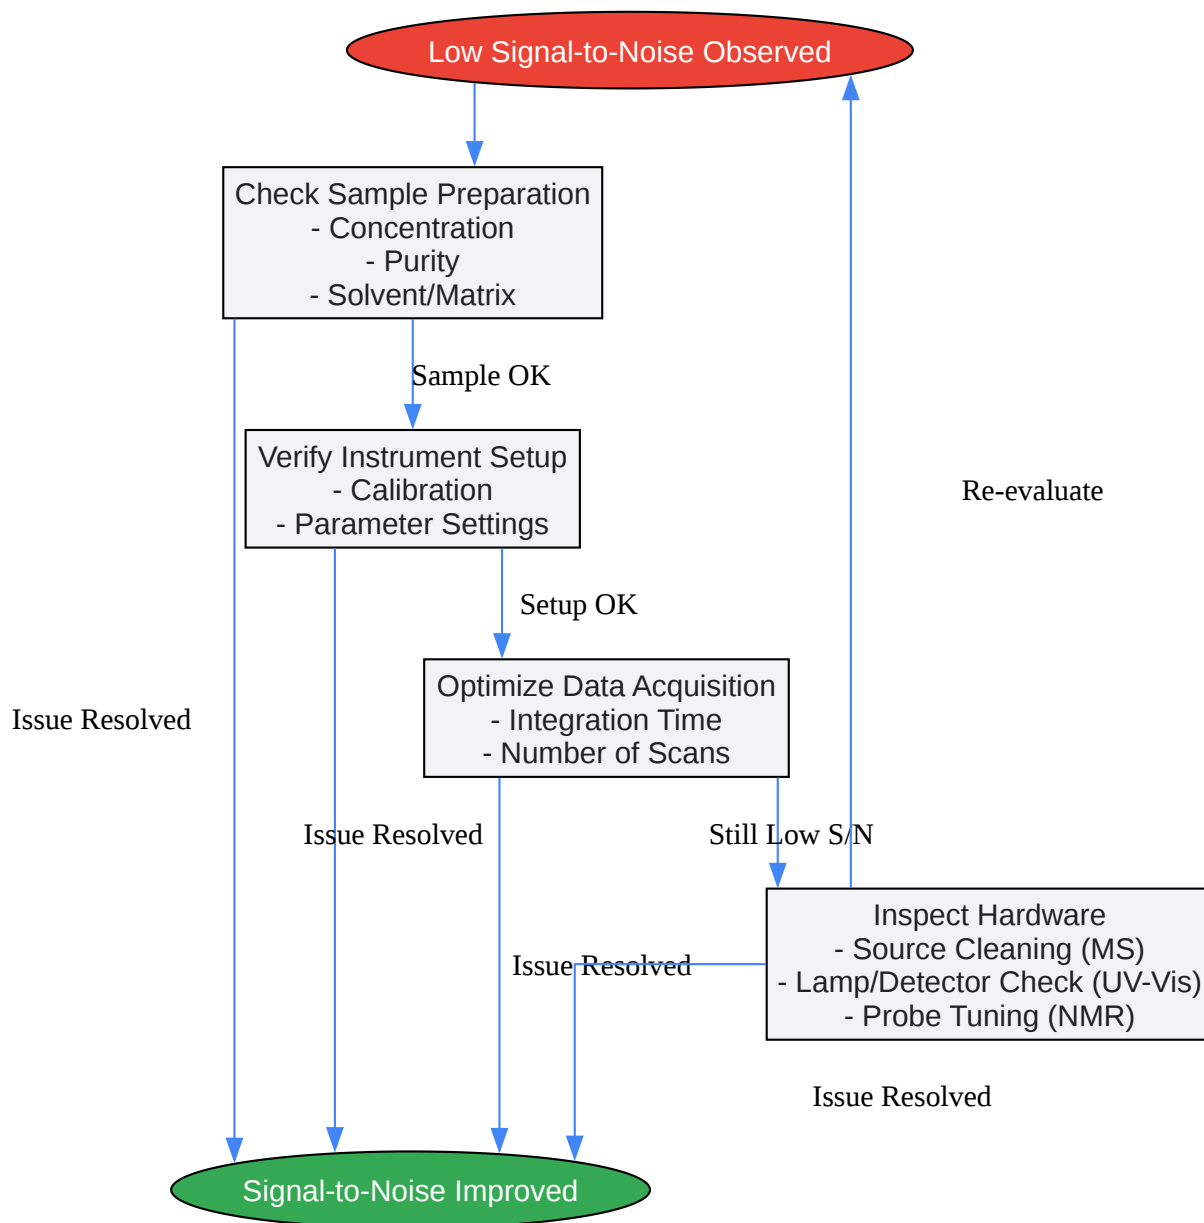 Low Signal-to-Noise Observed
Check Sample Preparation
- Concentration
- Purity
- Solvent/Matrix
Sample OK
Verify Instrument Setup
- Calibration
- Parameter Settings
Re-evaluate
Setup OK
Optimize Data Acquisition
- Integration Time
- Number of Scans
Issue Resolved
Issue Resolved
Still Low S/N
Inspect Hardware
- Source Cleaning (MS)
- Lamp/Detector Check (UV-Vis)
- Probe Tuning (NMR)
Issue Resolved
Issue Resolved
Signal-to-Noise Improved